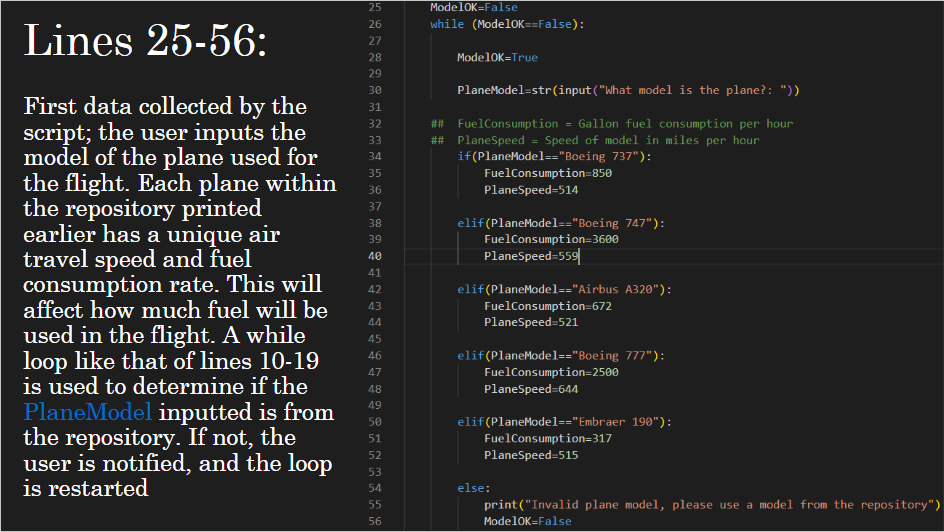 Lines 25-56:
First data collected by the
script; the user inputs the
model of the plane used for
the flight. Each plane within
the repository printed
earlier has a unique air
travel speed and fuel
consumption rate. This will
affect how much fuel will be
used in the flight. A while
loop like that of lines 10-19
is used to determine if the
PlaneModel inputted is from
the repository. If not, the
user is notified, and the loop
is restarted
25 ModelOK=False
26 while (ModelOK==False):
27
28 ModelOK=True
29
30 PlaneModel=str(input("What model is the plane?: "))
31
32 ## FuelConsumption = Gallon fuel consumption per hour
33 ## PlaneSpeed = Speed of model in miles per hour
34 if(PlaneModel=="Boeing 737"):
35 FuelConsumption=850
36 PlaneSpeed=514
37
38 elif(PlaneModel=="Boeing 747"):
39 FuelConsumption=3600
40 PlaneSpeed=559
41
42 elif(PlaneModel=="Airbus A320"):
43 FuelConsumption=672
44 PlaneSpeed=521
45
46 elif(PlaneModel=="Boeing 777"):
47 FuelConsumption=2500
48 PlaneSpeed=644
49
50 elif(PlaneModel=="Embraer 190"):
51 FuelConsumption=317
52 PlaneSpeed=515
53
54 else:
55 print("Invalid plane model, please use a model from the repository")
56 ModelOK=False